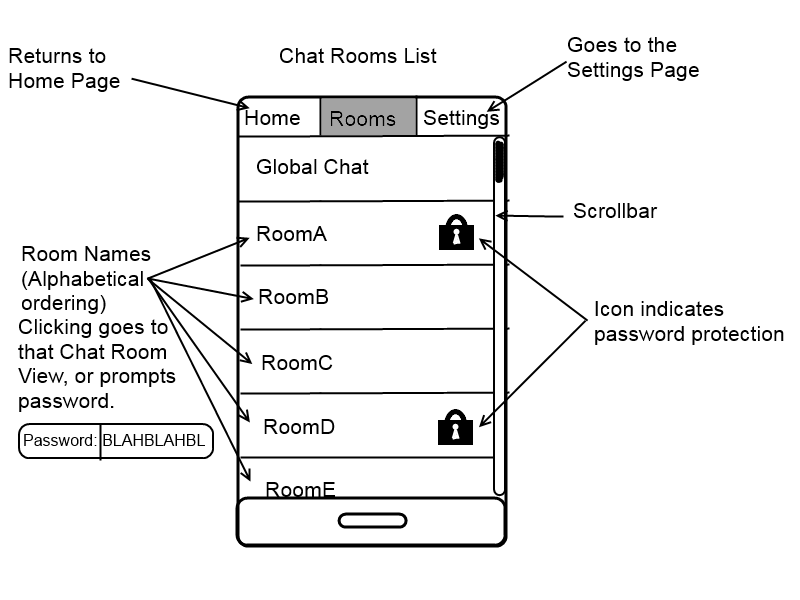 Chat Rooms List
Returns to
Home Page
Goes to the
Settings Page
Home
Rooms
Settings
Global Chat
RoomA
RoomB
RoomC
RoomD
RoomE
Scrollbar
Room Names
(Alphabetical
ordering)
Clicking goes to
that Chat Room
View, or prompts
password.
Password: BLAHBLAHBL
Icon indicates
password protection